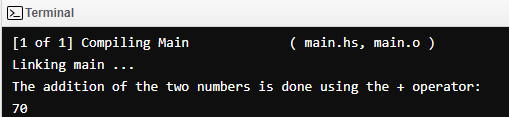 Terminal
[1 of 1] Compiling Main             ( main.hs, main.o )
Linking main ...
The addition of the two numbers is done using the + operator:
70